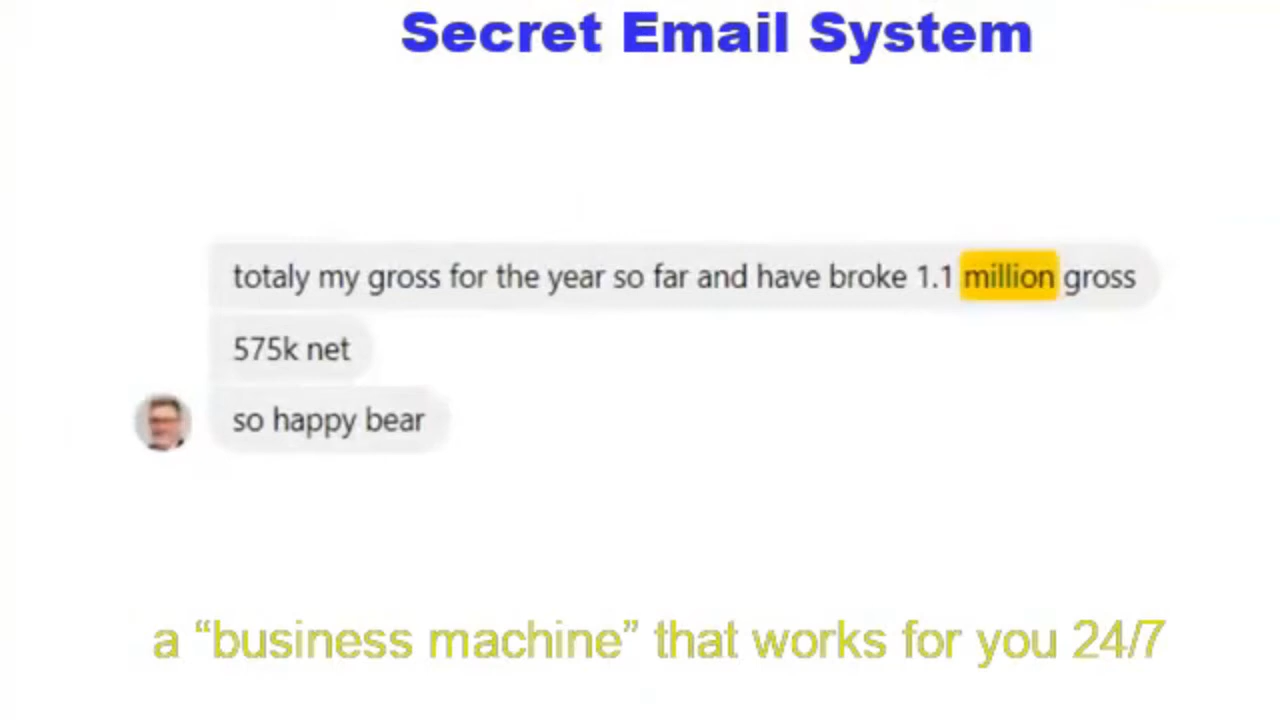 Secret Email System
totaly my gross for the year so far and have broke 1.1 million gross
575k net
so happy bear
a “business machine” that works for you 24/7